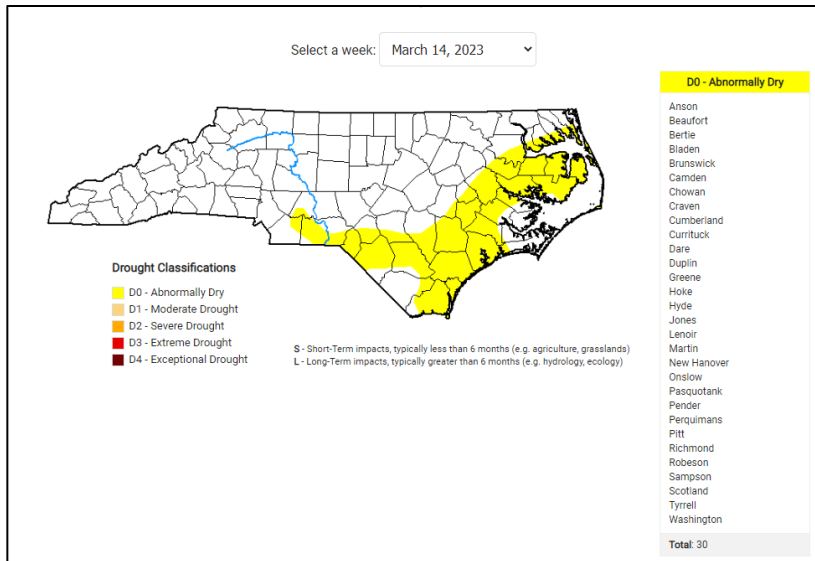 Select a week: March 14, 2023
D0 - Abnormally Dry
Anson
Beaufort
Bertie
Bladen
Brunswick
Camden
Chowan
Craven
Cumberland
Currituck
Dare
Duplin
Greene
Hoke
Hyde
Jones
Lenoir
Martin
New Hanover
Onslow
Pasquotank
Pender
Perquimans
Pitt
Richmond
Robeson
Sampson
Scotland
Tyrrell
Washington
Total: 30
Drought Classifications
D0 - Abnormally Dry
D1 - Moderate Drought
D2 - Severe Drought
D3 - Extreme Drought
D4 - Exceptional Drought
S - Short-Term impacts, typically less than 6 months (e.g. agriculture, grasslands)
L - Long-Term impacts, typically greater than 6 months (e.g. hydrology, ecology)